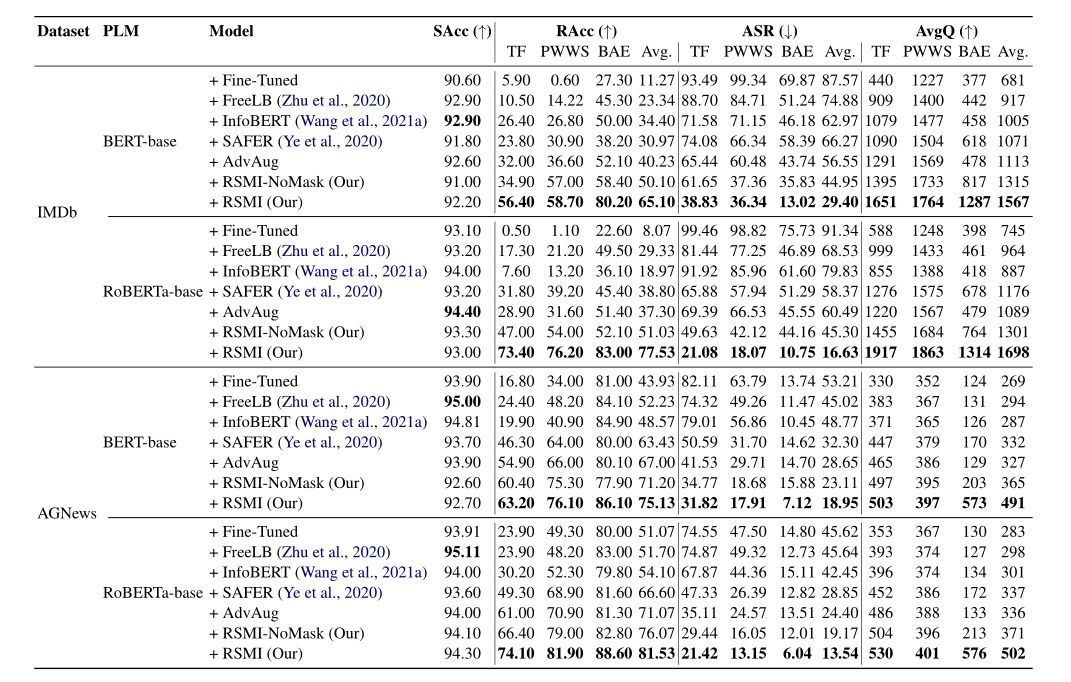 Dataset PLM Model SAcc (↑) RAcc (↑) ASR (↓) AvgQ (↑)
TF PWWS BAE Avg. TF PWWS BAE Avg. TF PWWS BAE Avg.
+ Fine-Tuned 90.60 5.90 0.60 27.30 11.27 93.49 99.34 69.87 87.57 440 1227 377 681
+ FreeLB (Zhu et al., 2020) 92.90 10.50 14.22 45.30 23.34 88.70 84.71 51.24 74.88 909 1400 442 917
+ InfoBERT (Wang et al., 2021a) 92.90 26.40 26.80 50.00 34.40 71.58 71.15 46.18 62.97 1079 1477 458 1005
BERT-base + SAFER (Ye et al., 2020) 91.80 23.80 30.90 38.20 30.97 74.08 66.34 58.39 66.27 1090 1504 618 1071
+ AdvAug 92.60 32.00 36.60 52.10 40.23 65.44 60.48 43.74 56.55 1291 1569 478 1113
+ RSMI-NoMask (Our) 91.00 34.90 57.00 58.40 50.10 61.65 37.36 35.83 44.95 1395 1733 817 1315
+ RSMI (Our) 92.20 56.40 58.70 80.20 65.10 38.83 36.34 13.02 29.40 1651 1764 1287 1567
IMDb
+ Fine-Tuned 93.10 0.50 1.10 22.60 8.07 99.46 98.82 75.73 91.34 588 1248 398 745
+ FreeLB (Zhu et al., 2020) 93.20 17.30 21.20 49.50 29.33 81.44 77.25 46.89 68.53 999 1433 461 964
+ InfoBERT (Wang et al., 2021a) 94.00 7.60 13.20 36.10 18.97 91.92 85.96 61.60 79.83 855 1388 418 887
RoBERTa-base + SAFER (Ye et al., 2020) 93.20 31.80 39.20 45.40 38.80 65.88 57.94 51.29 58.37 1276 1575 678 1176
+ AdvAug 94.40 28.90 31.60 51.40 37.30 69.39 66.53 45.55 60.49 1220 1567 479 1089
+ RSMI-NoMask (Our) 93.30 47.00 54.00 52.10 51.03 49.63 42.12 44.16 45.30 1455 1684 764 1301
+ RSMI (Our) 93.00 73.40 76.20 83.00 77.53 21.08 18.07 10.75 16.63 1917 1863 1314 1698
+ Fine-Tuned 93.90 16.80 34.00 81.00 43.93 82.11 63.79 13.74 53.21 330 352 124 269
+ FreeLB (Zhu et al., 2020) 95.00 24.40 48.20 84.10 52.23 74.32 49.26 11.47 45.02 383 367 131 294
+ InfoBERT (Wang et al., 2021a) 94.81 19.90 40.90 84.90 48.57 79.01 56.86 10.45 48.77 371 365 126 287
BERT-base + SAFER (Ye et al., 2020) 93.70 46.30 64.00 80.00 63.43 50.59 31.70 14.62 32.30 447 379 170 332
+ AdvAug 93.90 54.90 66.00 80.10 67.00 41.53 29.71 14.70 28.65 465 386 129 327
+ RSMI-NoMask (Our) 92.60 60.40 75.30 77.90 71.20 34.77 18.68 15.88 23.11 497 395 203 365
+ RSMI (Our) 92.70 63.20 76.10 86.10 75.13 31.82 17.91 7.12 18.95 503 397 573 491
AGNews
+ Fine-Tuned 93.91 23.90 49.30 80.00 51.07 74.55 47.50 14.80 45.62 353 367 130 283
+ FreeLB (Zhu et al., 2020) 95.11 23.90 48.20 83.00 51.70 74.87 49.32 12.73 45.64 393 374 127 298
+ InfoBERT (Wang et al., 2021a) 94.00 30.20 52.30 79.80 54.10 67.87 44.36 15.11 42.45 396 374 134 301
RoBERTa-base + SAFER (Ye et al., 2020) 93.60 49.30 68.90 81.60 66.60 47.33 26.39 12.82 28.85 452 386 172 337
+ AdvAug 94.00 61.00 70.90 81.30 71.07 35.11 24.57 13.51 24.40 486 388 133 336
+ RSMI-NoMask (Our) 94.10 66.40 79.00 82.80 76.07 29.44 16.05 12.01 19.17 504 396 213 371
+ RSMI (Our) 94.30 74.10 81.90 88.60 81.53 21.42 13.15 6.04 13.54 530 401 576 502